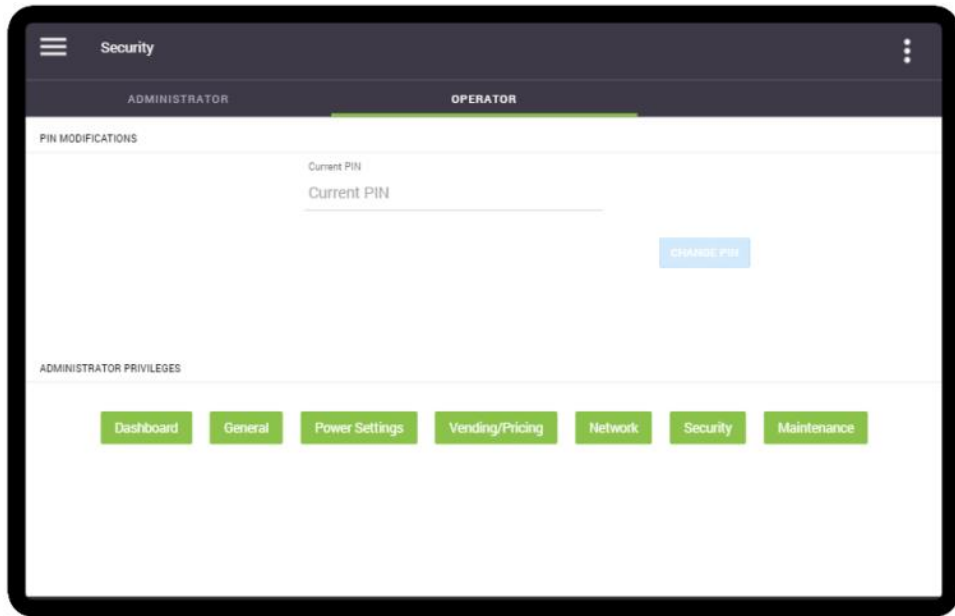 Security
ADMINISTRATOR OPERATOR
PIN MODIFICATIONS
Current PIN
Current PIN
CHANGE PIN
ADMINISTRATOR PRIVILEGES
Dashboard General Power Settings Vending/Pricing Network Security Maintenance